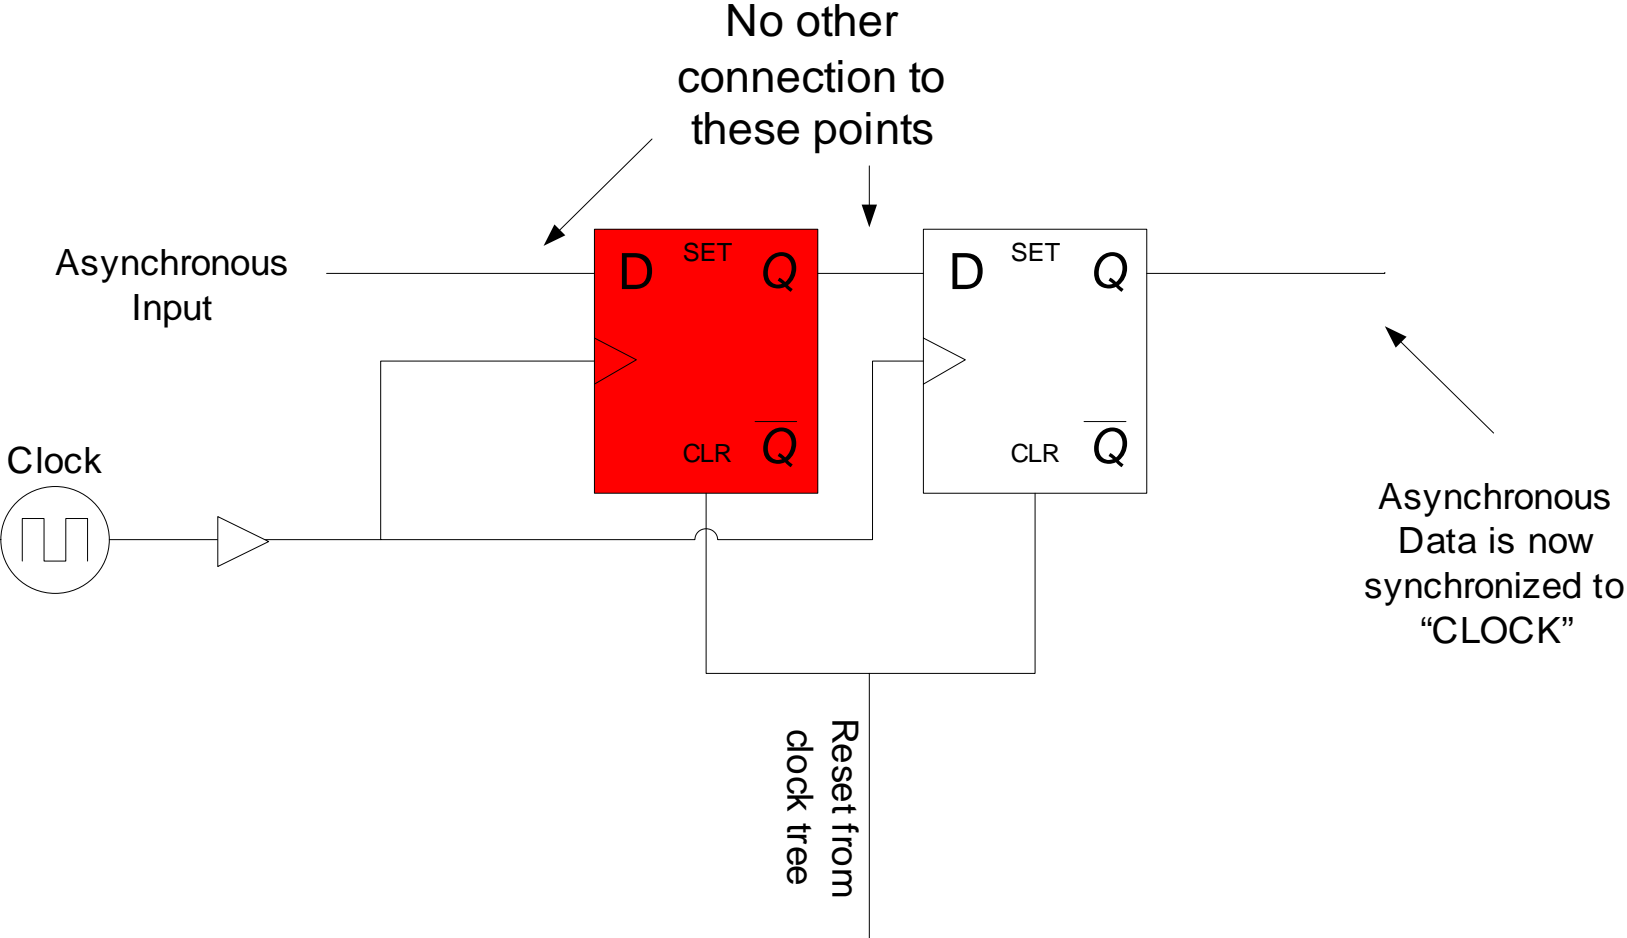 No other
connection to
these points
Asynchronous
Input
D SET Q
CLR Q
D SET Q
CLR Q
Clock
Asynchronous
Data is now
synchronized to
“CLOCK”
Reset from
clock tree